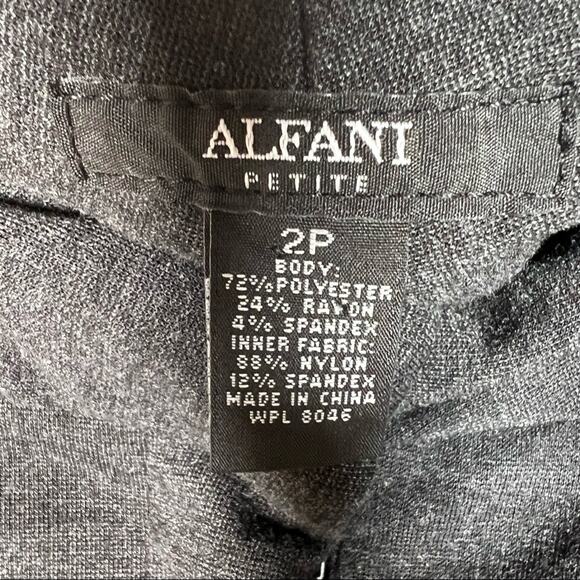 ALFANI
PETITE
2P
BODY:
72% POLYESTER
24% RAYON
4% SPANDEX
INNER FABRIC:
88% NYLON
12% SPANDEX
MADE IN CHINA
WPL 8046